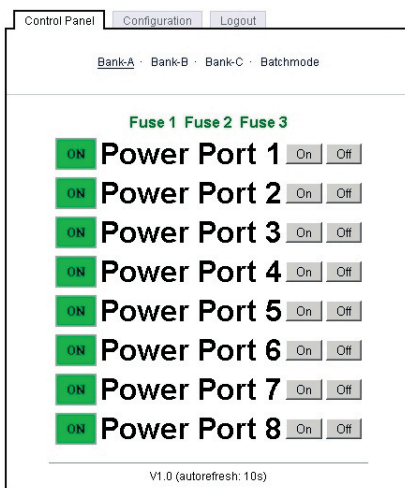 Control Panel Configuration Logout
Bank-A · Bank-B · Bank-C · Batchmode
Fuse 1 Fuse 2 Fuse 3
ON Power Port 1 On Off
ON Power Port 2 On Off
ON Power Port 3 On Off
ON Power Port 4 On Off
ON Power Port 5 On Off
ON Power Port 6 On Off
ON Power Port 7 On Off
ON Power Port 8 On Off
V1.0 (autorefresh: 10s)